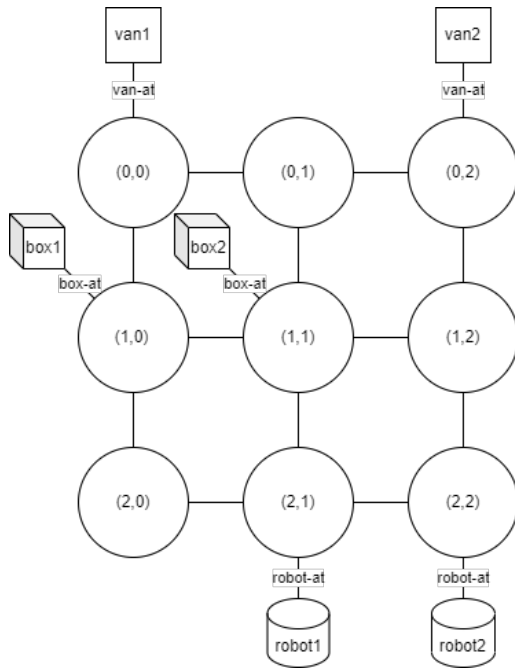 van1 van2
van-at van-at
(0,0) (0,1) (0,2)
box1 box2
box-at box-at
(1,0) (1,1) (1,2)
(2,0) (2,1) (2,2)
robot-at robot-at
robot1 robot2